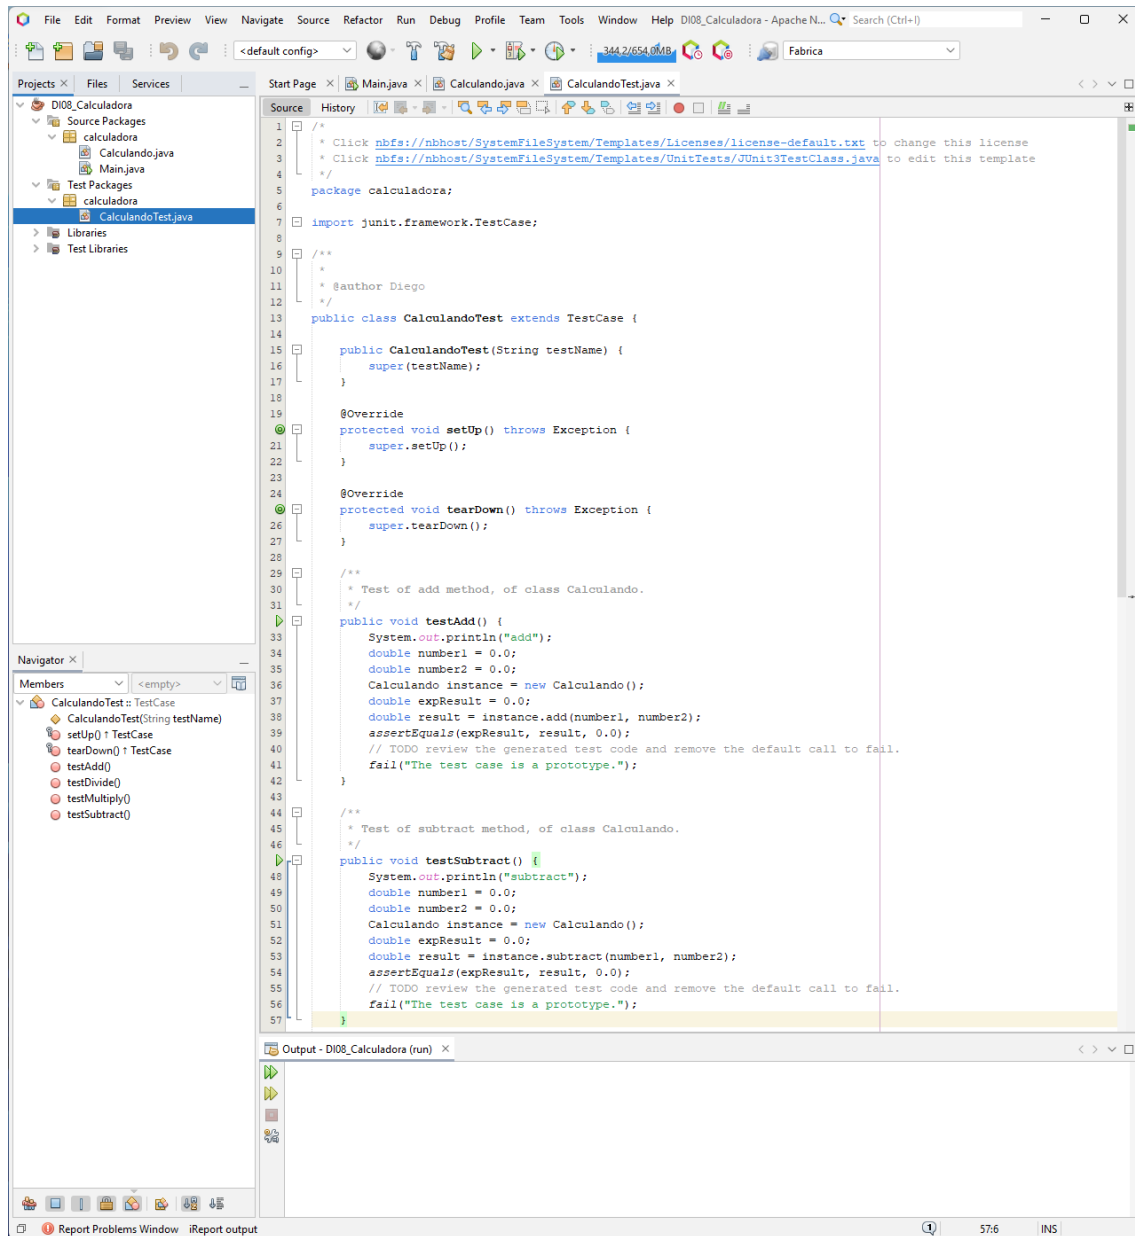 File Edit Format Preview View Navigate Source Refactor Run Debug Profile Team Tools Window Help DI08_Calculadora - Apache N... Search (Ctrl+I)
<default config> 344,2/654,0MB Fabrica
Projects Files Services
Start Page Main.java Calculando.java CalculandoTest.java
Source History
DI08_Calculadora
Source Packages
calculadora
Calculando.java
Main.java
Test Packages
calculadora
CalculandoTest.java
Libraries
Test Libraries
1 /*
2 * Click nbfs://nbhost/SystemFileSystem/Templates/Licenses/license-default.txt to change this license
3 * Click nbfs://nbhost/SystemFileSystem/Templates/UnitTests/JUnit3TestClass.java to edit this template
4 */
5 package calculadora;
6
7 import junit.framework.TestCase;
8
9 /**
10 *
11 * @author Diego
12 */
13 public class CalculandoTest extends TestCase {
14
15 public CalculandoTest(String testName) {
16 super(testName);
17 }
18
19 @Override
protected void setUp() throws Exception {
21 super.setUp();
22 }
23
24 @Override
protected void tearDown() throws Exception {
26 super.tearDown();
27 }
28
29 /**
30 * Test of add method, of class Calculando.
31 */
public void testAdd() {
33 System.out.println("add");
34 double number1 = 0.0;
35 double number2 = 0.0;
36 Calculando instance = new Calculando();
37 double expResult = 0.0;
38 double result = instance.add(number1, number2);
39 assertEquals(expResult, result, 0.0);
40 // TODO review the generated test code and remove the default call to fail.
41 fail("The test case is a prototype.");
42 }
43
44 /**
45 * Test of subtract method, of class Calculando.
46 */
public void testSubtract() {
48 System.out.println("subtract");
49 double number1 = 0.0;
50 double number2 = 0.0;
51 Calculando instance = new Calculando();
52 double expResult = 0.0;
53 double result = instance.subtract(number1, number2);
54 assertEquals(expResult, result, 0.0);
55 // TODO review the generated test code and remove the default call to fail.
56 fail("The test case is a prototype.");
57 }
Navigator
Members <empty>
CalculandoTest :: TestCase
CalculandoTest(String testName)
setUp() ↑ TestCase
tearDown() ↑ TestCase
testAdd()
testDivide()
testMultiply()
testSubtract()
Output - DI08_Calculadora (run)
Report Problems Window iReport output 1 57:6 INS